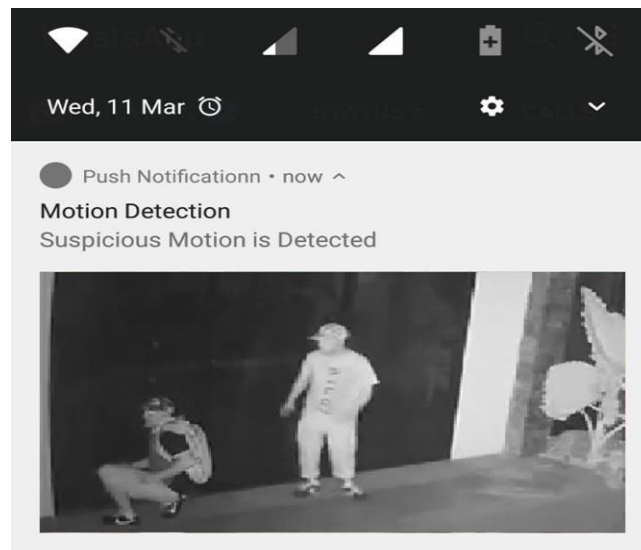 Wed, 11 Mar
Push Notificationn • now
Motion Detection
Suspicious Motion is Detected